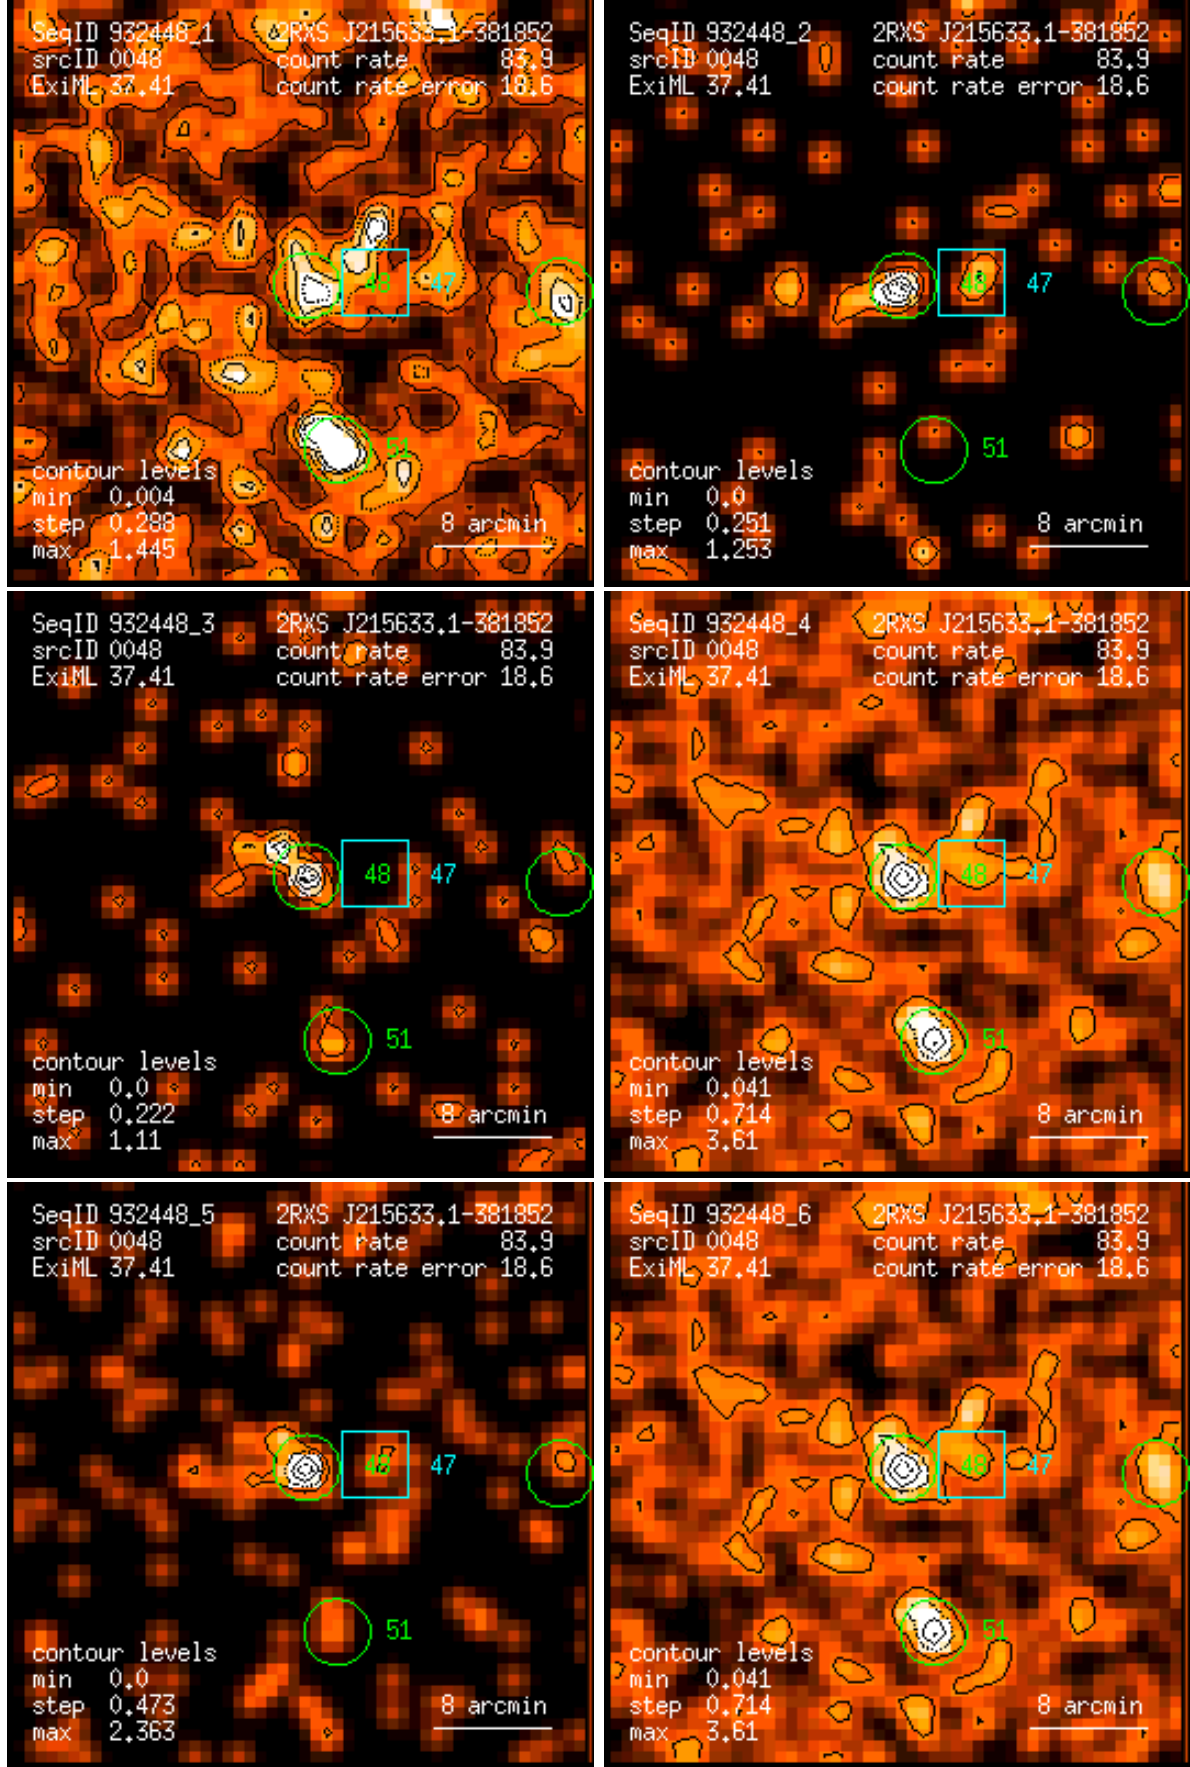 SeqID 932448_1 2RXS J215633.1-381852
srcID 0048 count rate 83.9
ExiML 37.41 count rate error 18.6
48 47
51
contour levels
min 0.004
step 0.288 8 arcmin
max 1.445
SeqID 932448_2 2RXS J215633.1-381852
srcID 0048 count rate 83.9
ExiML 37.41 count rate error 18.6
48 47
51
contour levels
min 0.0
step 0.251 8 arcmin
max 1.253
SeqID 932448_3 2RXS J215633.1-381852
srcID 0048 count rate 83.9
ExiML 37.41 count rate error 18.6
48 47
51
contour levels
min 0.0
step 0.222 8 arcmin
max 1.11
SeqID 932448_4 2RXS J215633.1-381852
srcID 0048 count rate 83.9
ExiML 37.41 count rate error 18.6
48 47
51
contour levels
min 0.041
step 0.714 8 arcmin
max 3.61
SeqID 932448_5 2RXS J215633.1-381852
srcID 0048 count rate 83.9
ExiML 37.41 count rate error 18.6
48 47
51
contour levels
min 0.0
step 0.473 8 arcmin
max 2.363
SeqID 932448_6 2RXS J215633.1-381852
srcID 0048 count rate 83.9
ExiML 37.41 count rate error 18.6
48 47
51
contour levels
min 0.041
step 0.714 8 arcmin
max 3.61